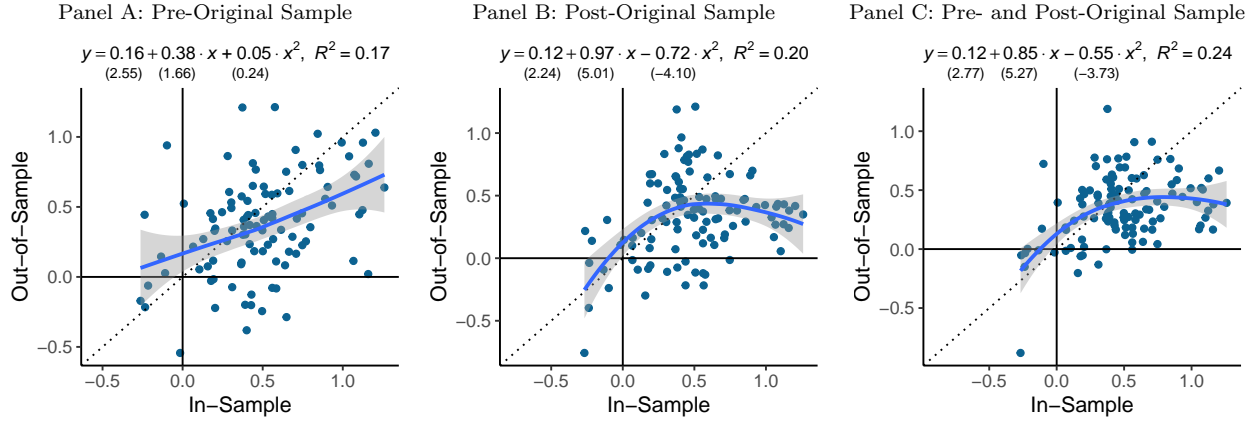 Panel A: Pre-Original Sample
y = 0.16 + 0.38 · x + 0.05 · x², R² = 0.17
(2.55) (1.66) (0.24)
Out−of−Sample
1.0
0.5
0.0
−0.5
−0.5 0.0 0.5 1.0
In−Sample
Panel B: Post-Original Sample
y = 0.12 + 0.97 · x − 0.72 · x², R² = 0.20
(2.24) (5.01) (−4.10)
Out−of−Sample
1.0
0.5
0.0
−0.5
−0.5 0.0 0.5 1.0
In−Sample
Panel C: Pre- and Post-Original Sample
y = 0.12 + 0.85 · x − 0.55 · x², R² = 0.24
(2.77) (5.27) (−3.73)
Out−of−Sample
1.0
0.5
0.0
−0.5
−0.5 0.0 0.5 1.0
In−Sample